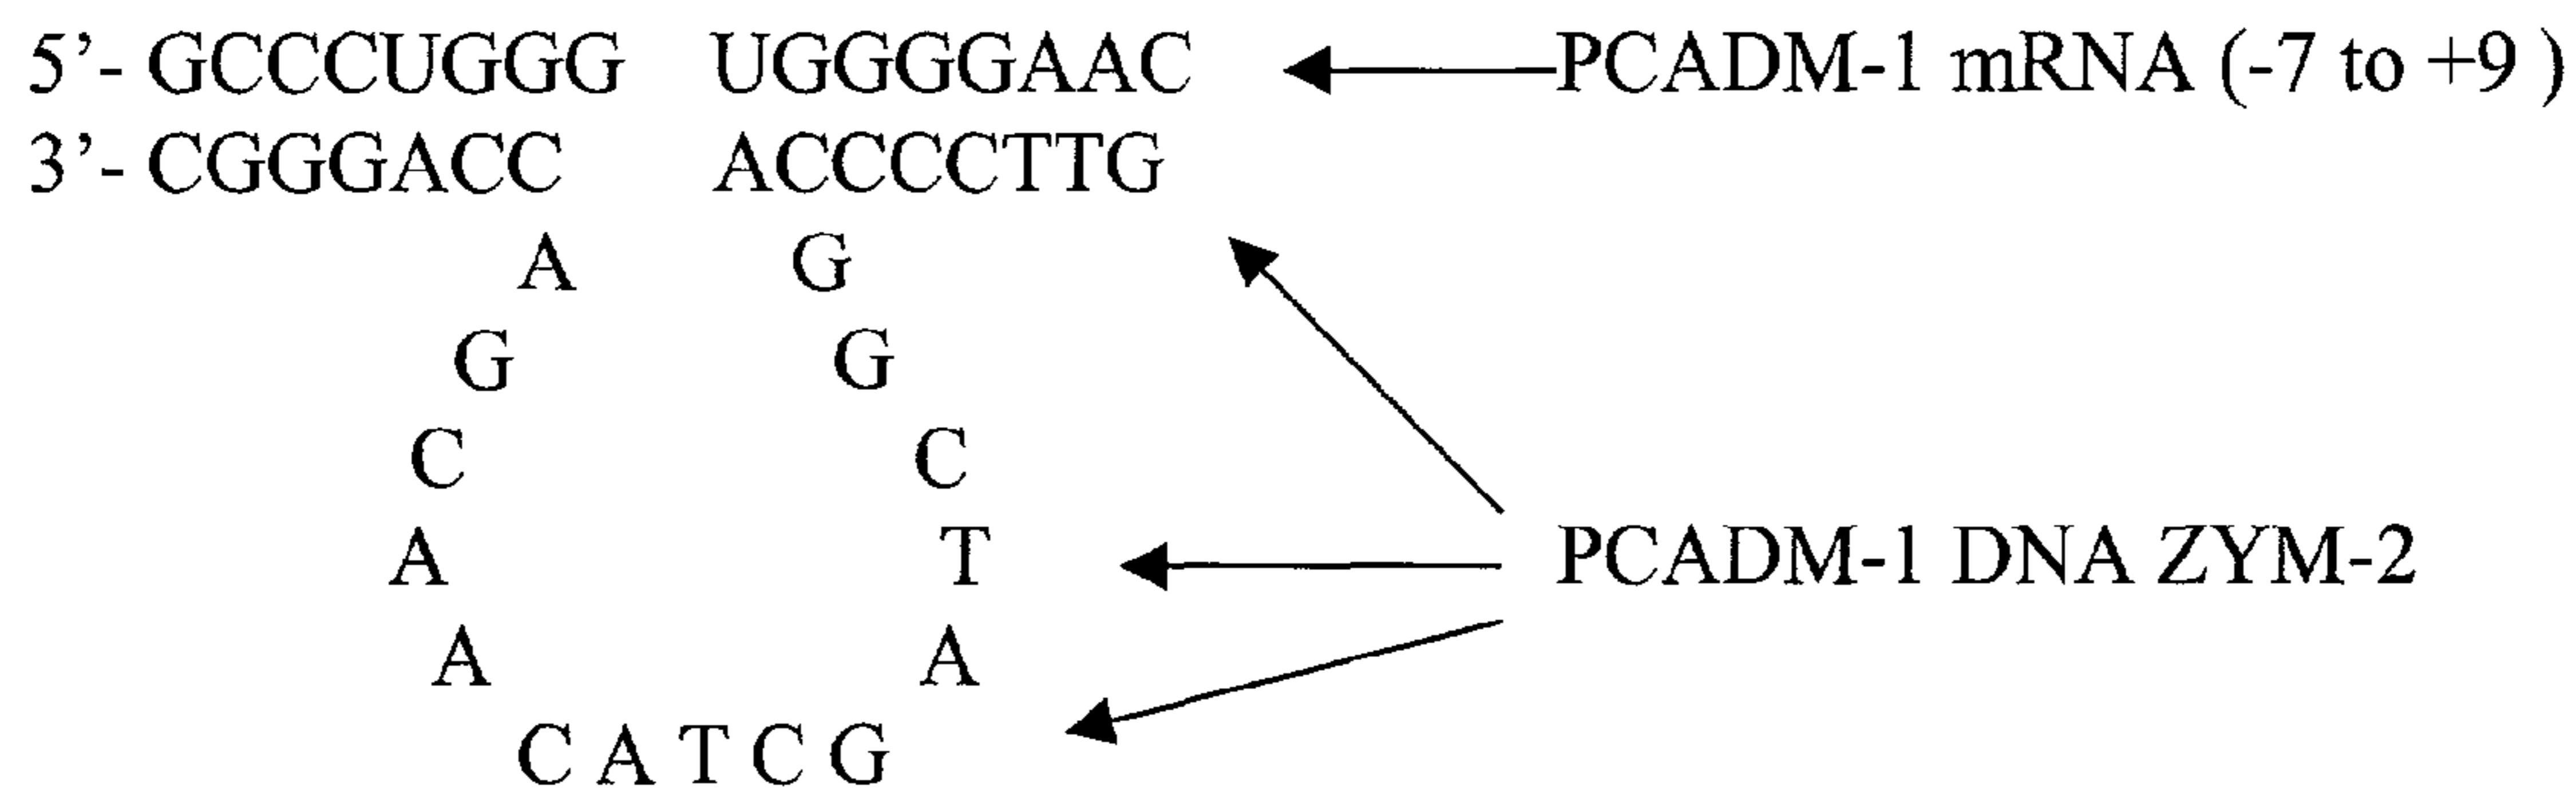 5’- GCCCUGGG UGGGGAAC PCADM-1 mRNA (-7 to +9 )
3’- CGGGACC ACCCCTTG
A G
G G
C C
A T PCADM-1 DNA ZYM-2
A A
C A T C G